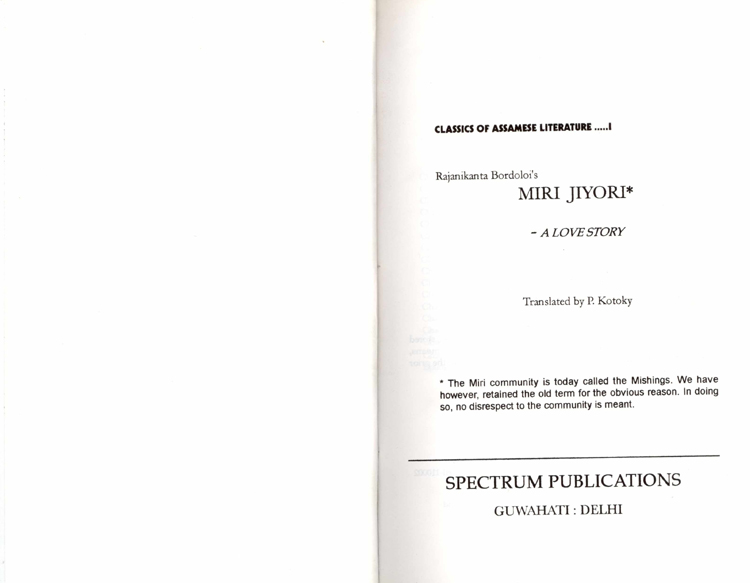 CLASSICS OF ASSAMESE LITERATURE .....I
Rajanikanta Bordoloi's
MIRI JIYORI*
– A LOVE STORY
Translated by P. Kotoky
* The Miri community is today called the Mishings. We have
however, retained the old term for the obvious reason. In doing
so, no disrespect to the community is meant.
SPECTRUM PUBLICATIONS
GUWAHATI : DELHI